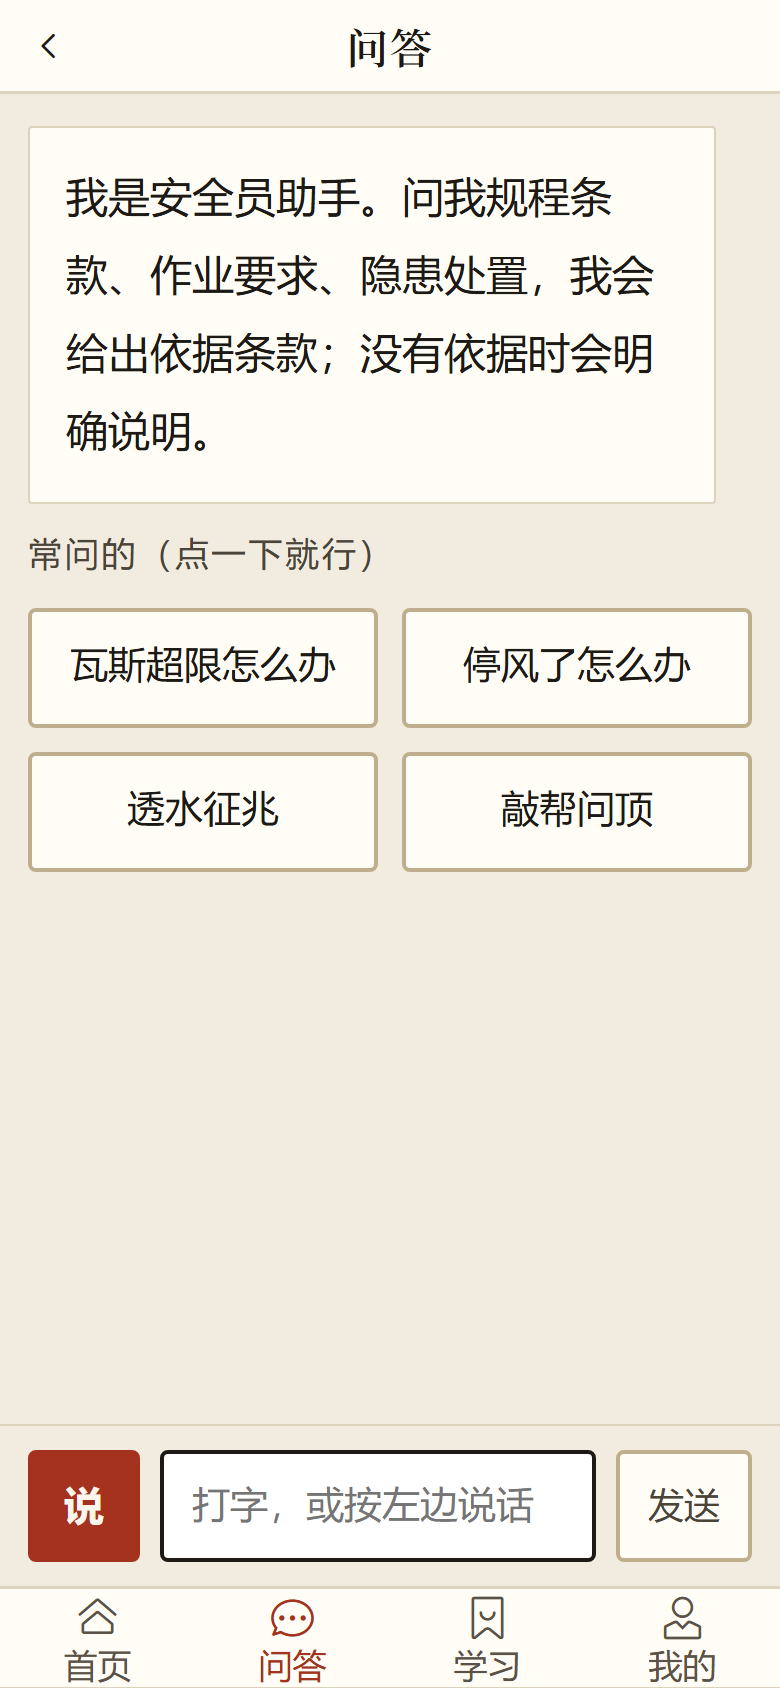 问答
我是安全员助手。问我规程条
款、作业要求、隐患处置，我会
给出依据条款；没有依据时会明
确说明。
常问的（点一下就行）
瓦斯超限怎么办
停风了怎么办
透水征兆
敲帮问顶
说
打字，或按左边说话
发送
首页
问答
学习
我的